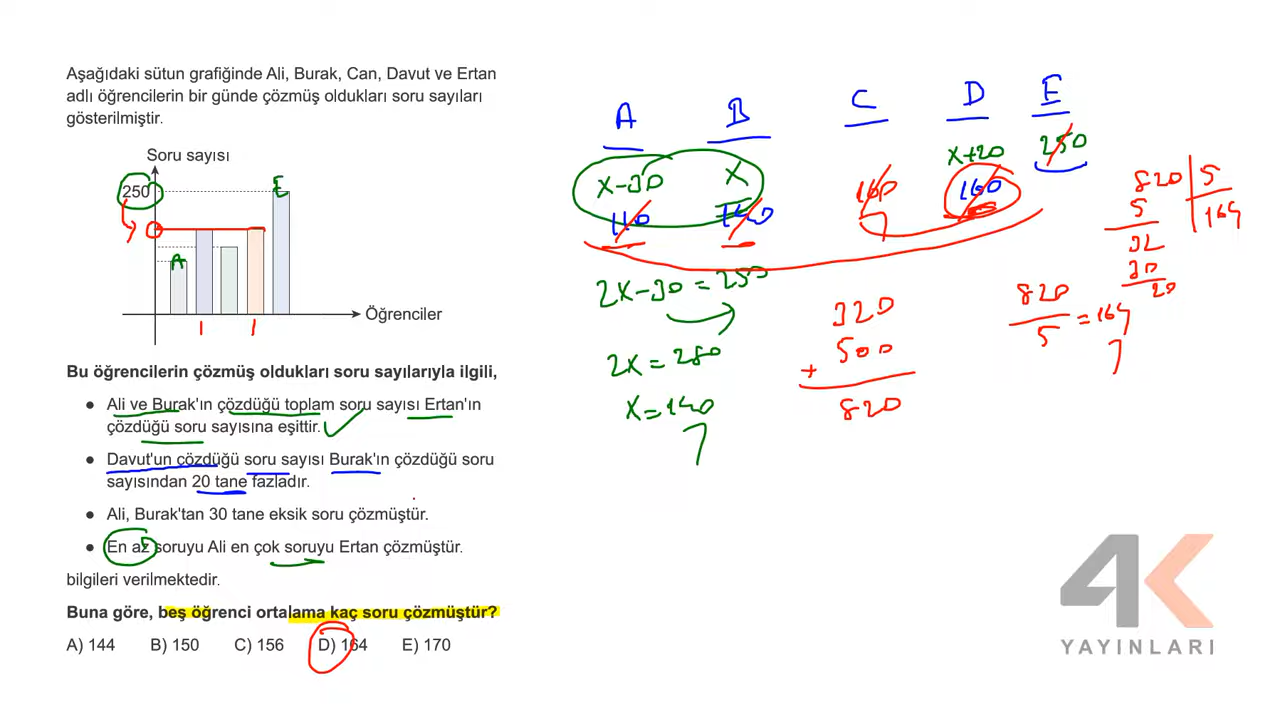 Aşağıdaki sütun grafiğinde Ali, Burak, Can, Davut ve Ertan
adlı öğrencilerin bir günde çözmüş oldukları soru sayıları
gösterilmiştir.
Soru sayısı
250
A
E
Öğrenciler
Bu öğrencilerin çözmüş oldukları soru sayılarıyla ilgili,
● Ali ve Burak'ın çözdüğü toplam soru sayısı Ertan'ın
çözdüğü soru sayısına eşittir.
● Davut'un çözdüğü soru sayısı Burak'ın çözdüğü soru
sayısından 20 tane fazladır.
● Ali, Burak'tan 30 tane eksik soru çözmüştür.
● En az soruyu Ali en çok soruyu Ertan çözmüştür.
bilgileri verilmektedir.
Buna göre, beş öğrenci ortalama kaç soru çözmüştür?
A) 144 B) 150 C) 156 D) 164 E) 170
A B C D E
x-30 x x+20 250
110 140 160 160
2x-30=250
2x=280
x=140
320
+ 500
820
820 5
5 164
32
30
20
820/5 = 164
4K
YAYINLARI